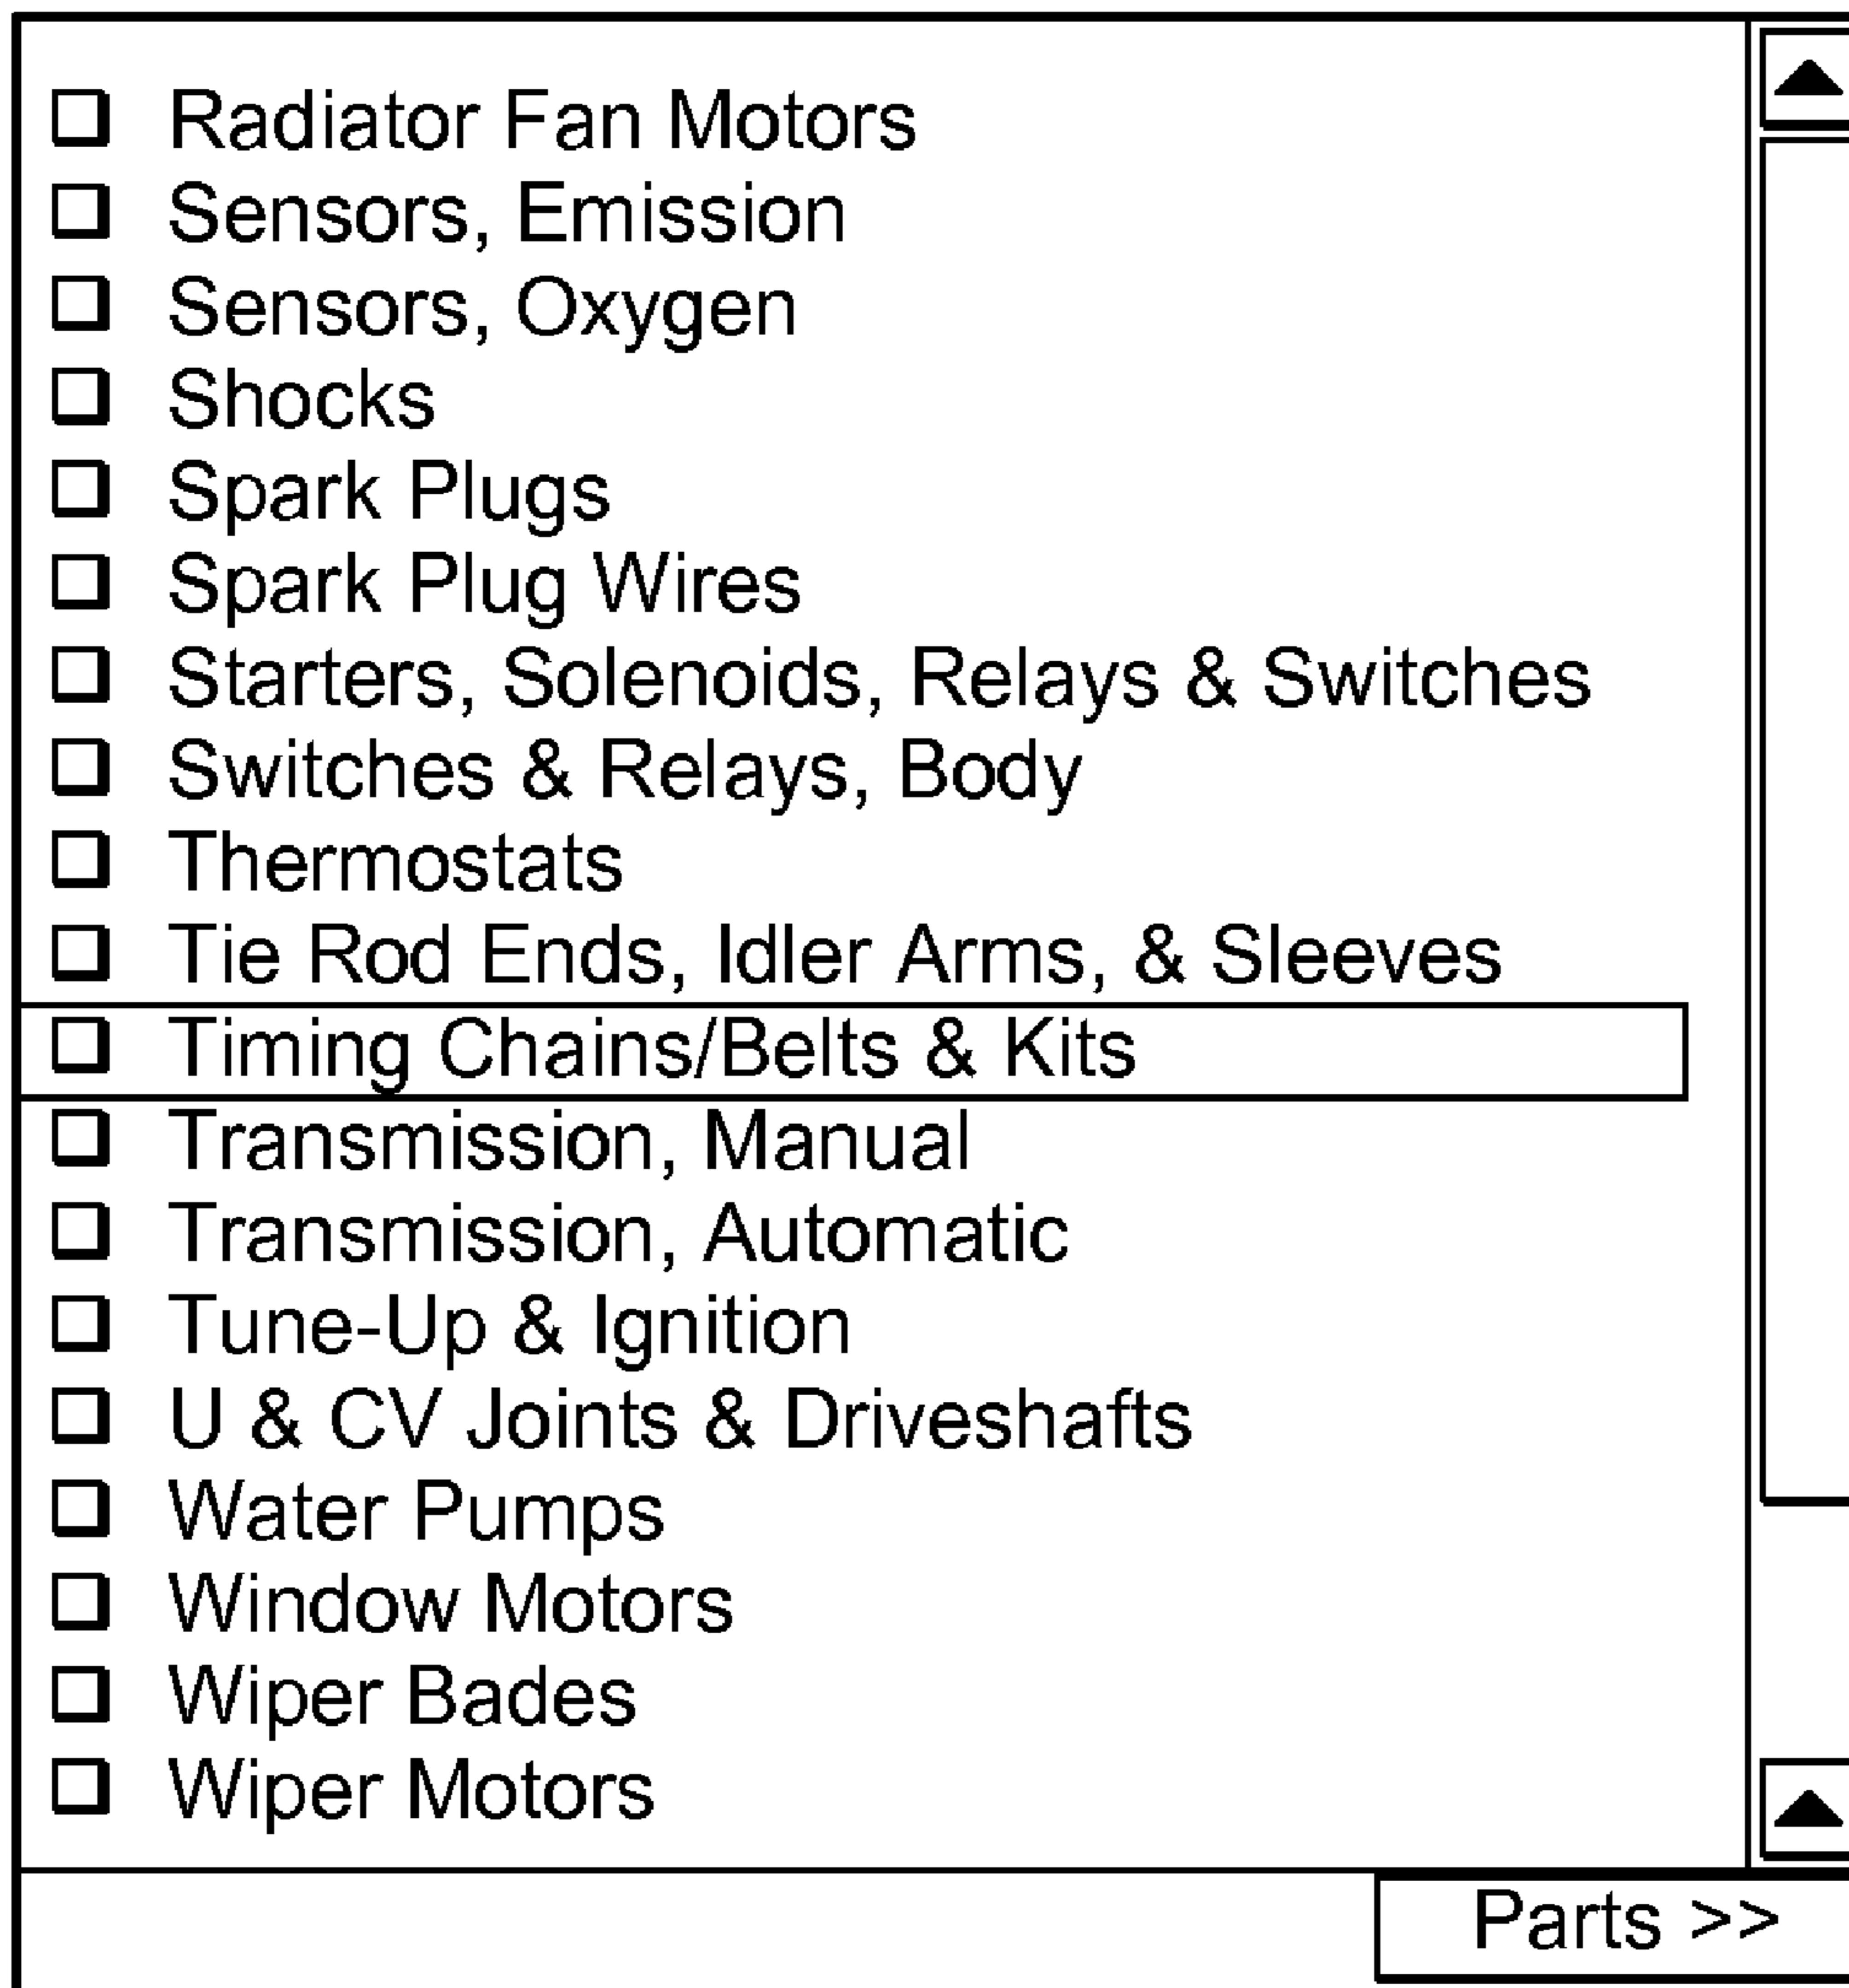 Radiator Fan Motors
Sensors, Emission
Sensors, Oxygen
Shocks
Spark Plugs
Spark Plug Wires
Starters, Solenoids, Relays & Switches
Switches & Relays, Body
Thermostats
Tie Rod Ends, Idler Arms, & Sleeves
Timing Chains/Belts & Kits
Transmission, Manual
Transmission, Automatic
Tune-Up & Ignition
U & CV Joints & Driveshafts
Water Pumps
Window Motors
Wiper Bades
Wiper Motors
Parts >>